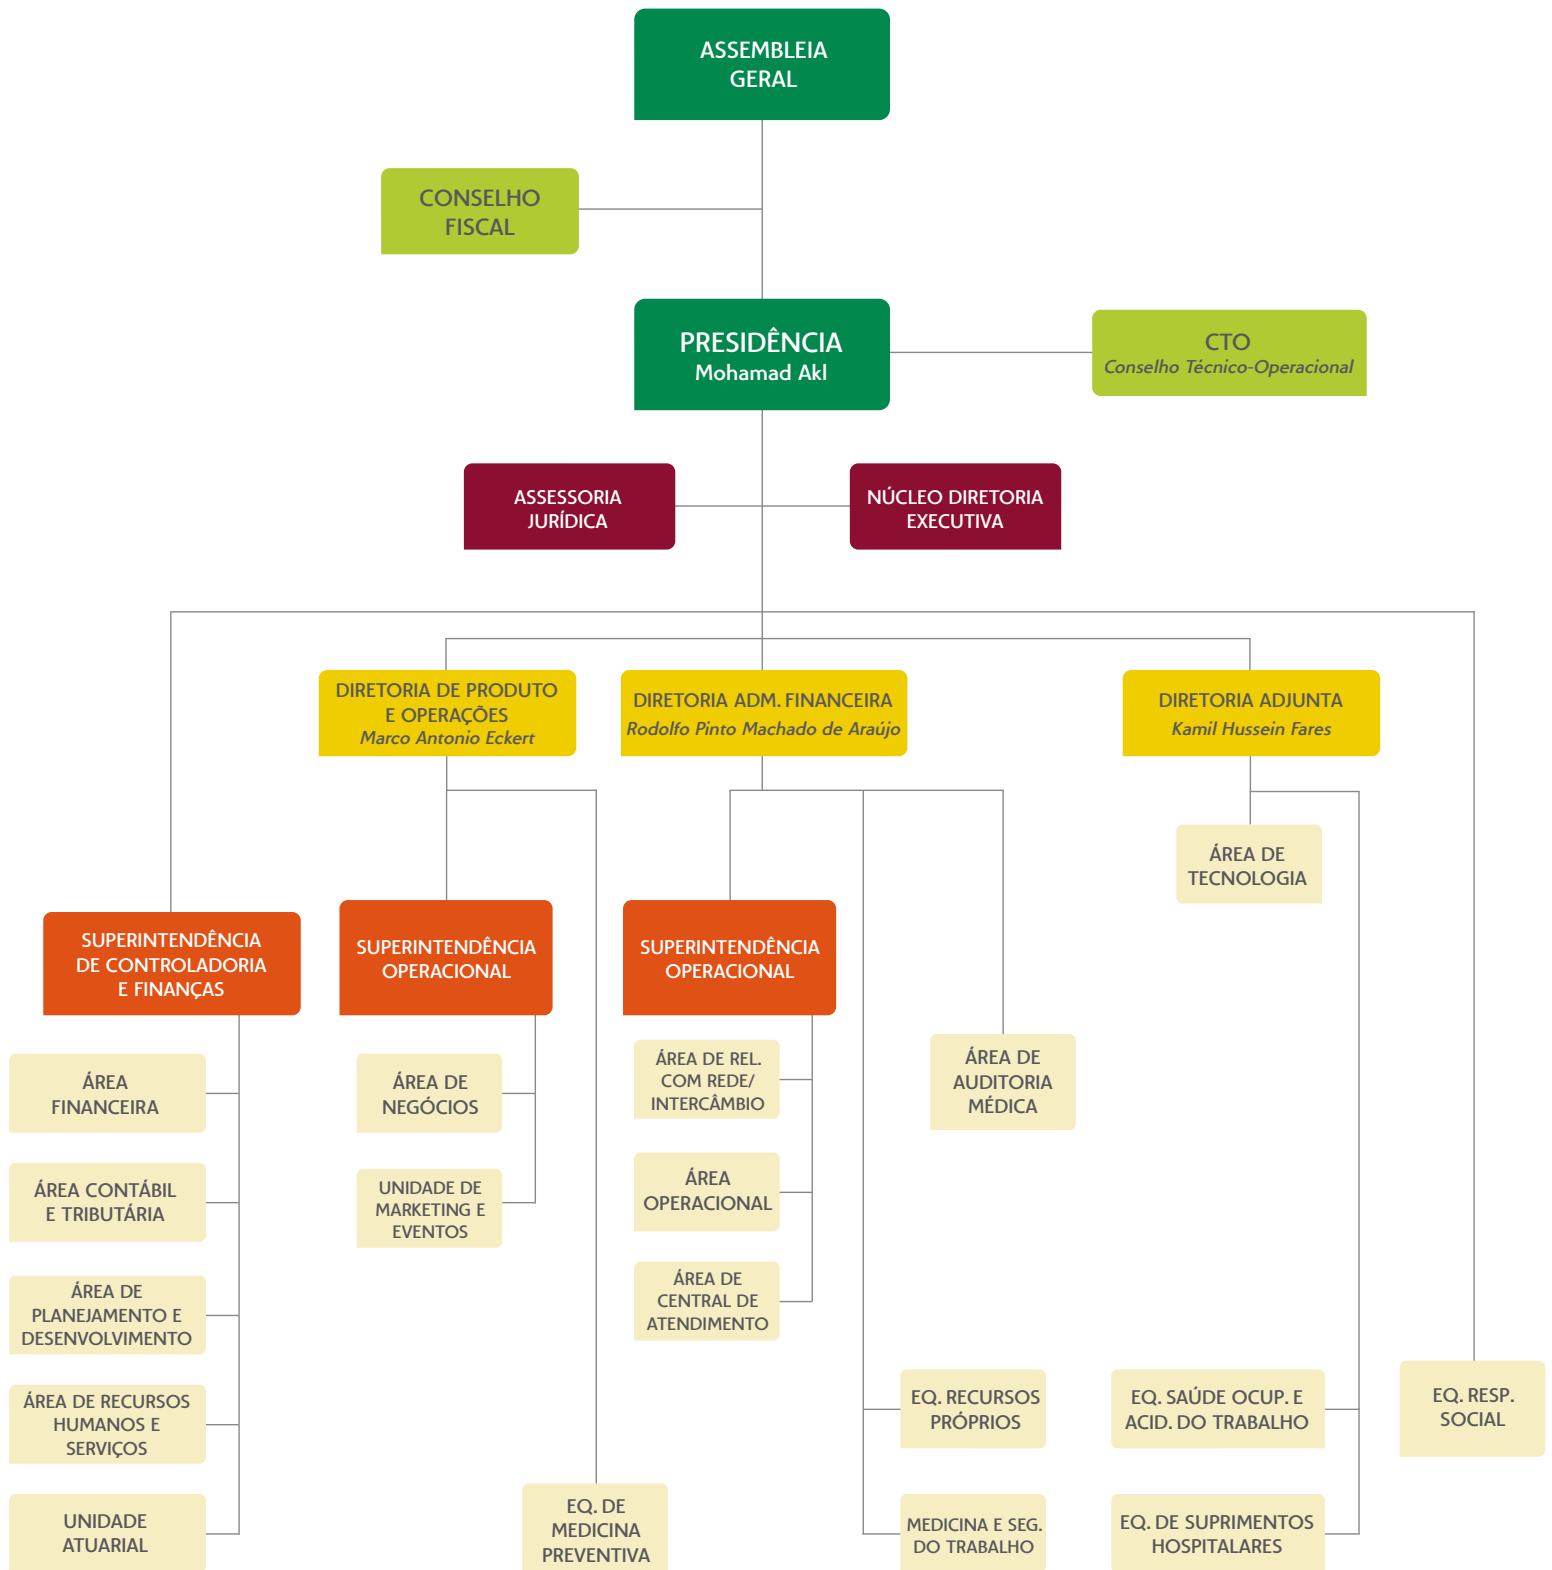 ASSEMBLEIA
GERAL
CONSELHO
FISCAL
PRESIDÊNCIA
Mohamad Akl
CTO
Conselho Técnico-Operacional
ASSESSORIA
JURÍDICA
NÚCLEO DIRETORIA
EXECUTIVA
DIRETORIA DE PRODUTO
E OPERAÇÕES
Marco Antonio Eckert
DIRETORIA ADM. FINANCEIRA
Rodolfo Pinto Machado de Araújo
DIRETORIA ADJUNTA
Kamil Hussein Fares
ÁREA DE
TECNOLOGIA
SUPERINTENDÊNCIA
DE CONTROLADORIA
E FINANÇAS
SUPERINTENDÊNCIA
OPERACIONAL
SUPERINTENDÊNCIA
OPERACIONAL
ÁREA
FINANCEIRA
ÁREA DE
NEGÓCIOS
ÁREA DE REL.
COM REDE/
INTERCÂMBIO
ÁREA DE
AUDITORIA
MÉDICA
ÁREA CONTÁBIL
E TRIBUTÁRIA
UNIDADE DE
MARKETING E
EVENTOS
ÁREA
OPERACIONAL
ÁREA DE
PLANEJAMENTO E
DESENVOLVIMENTO
ÁREA DE
CENTRAL DE
ATENDIMENTO
ÁREA DE RECURSOS
HUMANOS E
SERVIÇOS
EQ. RECURSOS
PRÓPRIOS
EQ. SAÚDE OCUP. E
ACID. DO TRABALHO
EQ. RESP.
SOCIAL
UNIDADE
ATUARIAL
EQ. DE
MEDICINA
PREVENTIVA
MEDICINA E SEG.
DO TRABALHO
EQ. DE SUPRIMENTOS
HOSPITALARES